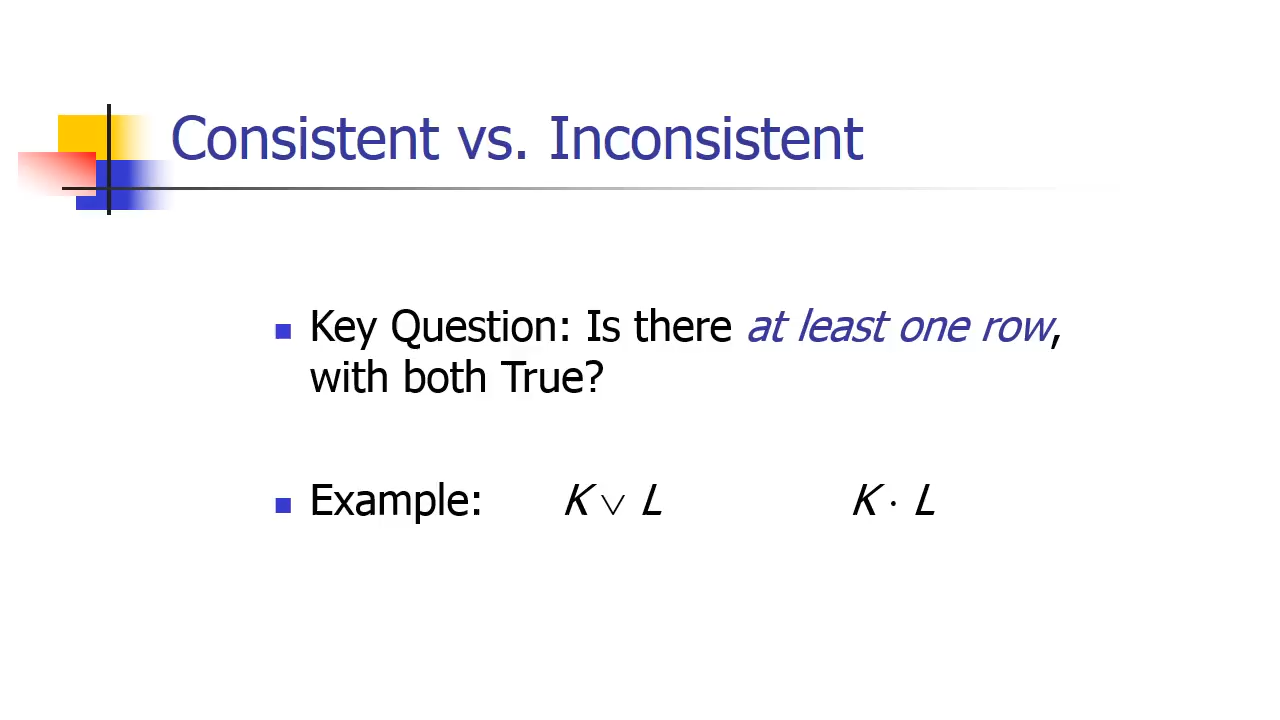 Consistent vs. Inconsistent
Key Question: Is there at least one row,
with both True?
Example: K ∨ L K · L